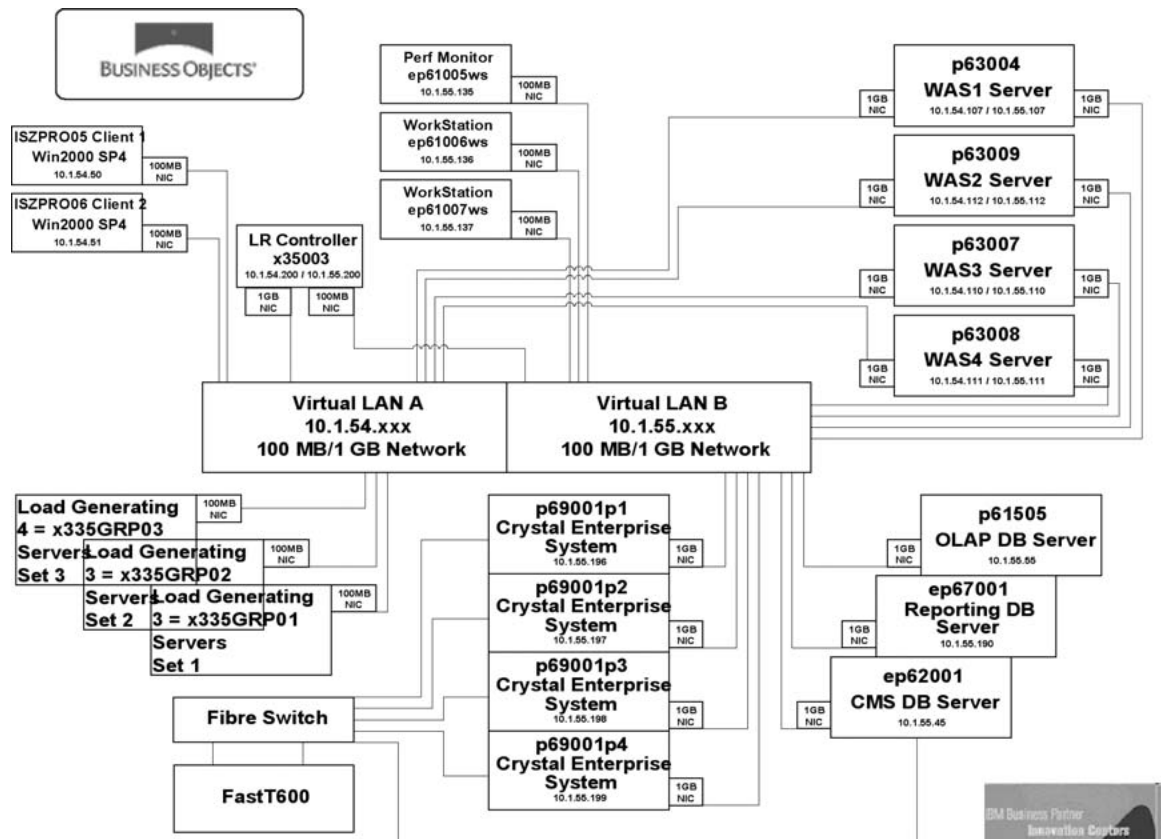 BUSINESS OBJECTS
Perf Monitor
ep61005ws
10.1.55.135
100MB
NIC
WorkStation
ep61006ws
10.1.55.136
100MB
NIC
WorkStation
ep61007ws
10.1.55.137
100MB
NIC
ISZPRO05 Client 1
Win2000 SP4
10.1.54.50
100MB
NIC
ISZPRO06 Client 2
Win2000 SP4
10.1.54.51
100MB
NIC
LR Controller
x35003
10.1.54.200 / 10.1.55.200
1GB
NIC
100MB
NIC
1GB
NIC
p63004
WAS1 Server
10.1.54.107 / 10.1.55.107
1GB
NIC
1GB
NIC
p63009
WAS2 Server
10.1.54.112 / 10.1.55.112
1GB
NIC
1GB
NIC
p63007
WAS3 Server
10.1.54.110 / 10.1.55.110
1GB
NIC
1GB
NIC
p63008
WAS4 Server
10.1.54.111 / 10.1.55.111
1GB
NIC
Virtual LAN A
10.1.54.xxx
100 MB/1 GB Network
Virtual LAN B
10.1.55.xxx
100 MB/1 GB Network
Load Generating
4 = x335GRP03
Servers
Set 3
100MB
NIC
Load Generating
3 = x335GRP02
Servers
Set 2
100MB
NIC
Load Generating
3 = x335GRP01
Servers
Set 1
100MB
NIC
Fibre Switch
FastT600
p69001p1
Crystal Enterprise
System
10.1.55.196
1GB
NIC
p69001p2
Crystal Enterprise
System
10.1.55.197
1GB
NIC
p69001p3
Crystal Enterprise
System
10.1.55.198
1GB
NIC
p69001p4
Crystal Enterprise
System
10.1.55.199
1GB
NIC
1GB
NIC
p61505
OLAP DB Server
10.1.55.55
1GB
NIC
ep67001
Reporting DB
Server
10.1.55.190
1GB
NIC
ep62001
CMS DB Server
10.1.55.45
IBM Business Partner
Innovation Centers